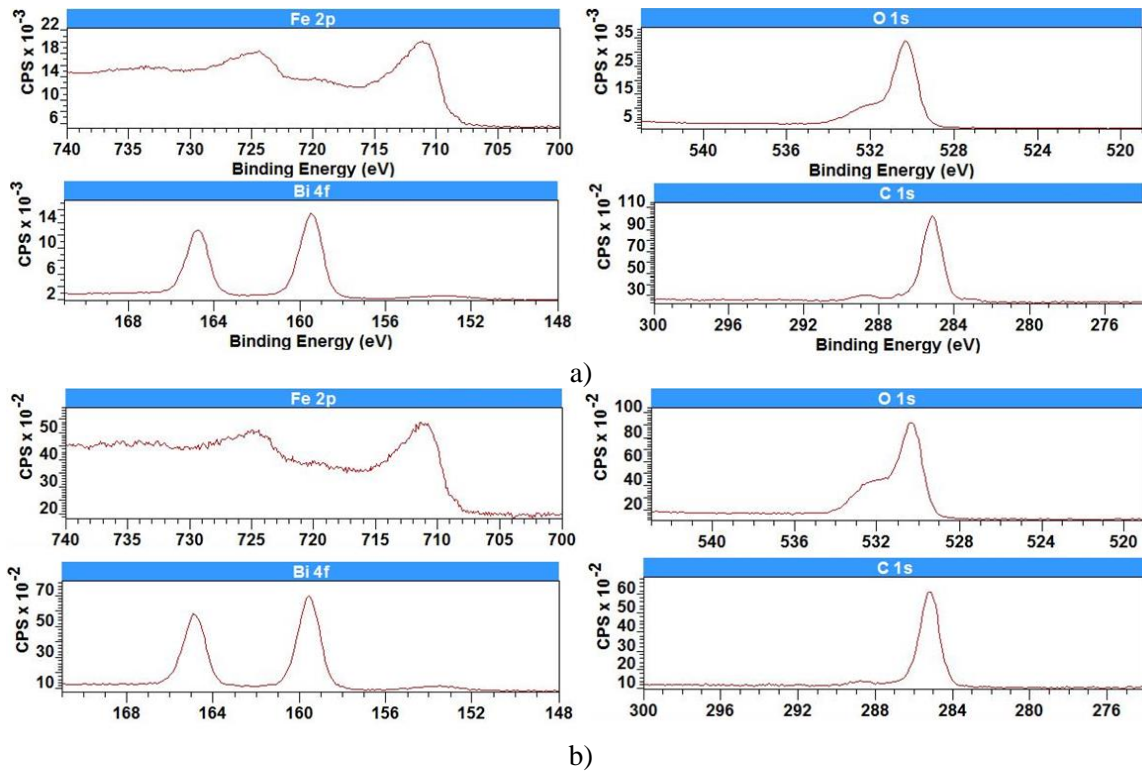 Fe 2p
CPS x 10-3
22
18
14
10
6
740 735 730 725 720 715 710 705 700
Binding Energy (eV)
O 1s
CPS x 10-3
35
25
15
5
540 536 530 528 524 520
Binding Energy (eV)
Bi 4f
CPS x 10-3
14
10
6
2
168 164 159 156 152 148
Binding Energy (eV)
C 1s
CPS x 10-2
110
90
70
50
30
300 296 292 288 284 280 276
Binding Energy (eV)
a)
Fe 2p
CPS x 10-2
50
40
30
20
740 735 730 725 720 715 710 705 700
O 1s
CPS x 10-2
100
80
60
40
20
540 536 530 528 524 520
Bi 4f
CPS x 10-2
70
50
30
10
168 164 159 156 152 148
C 1s
CPS x 10-2
60
50
40
30
20
10
300 296 292 288 285 280 276
b)